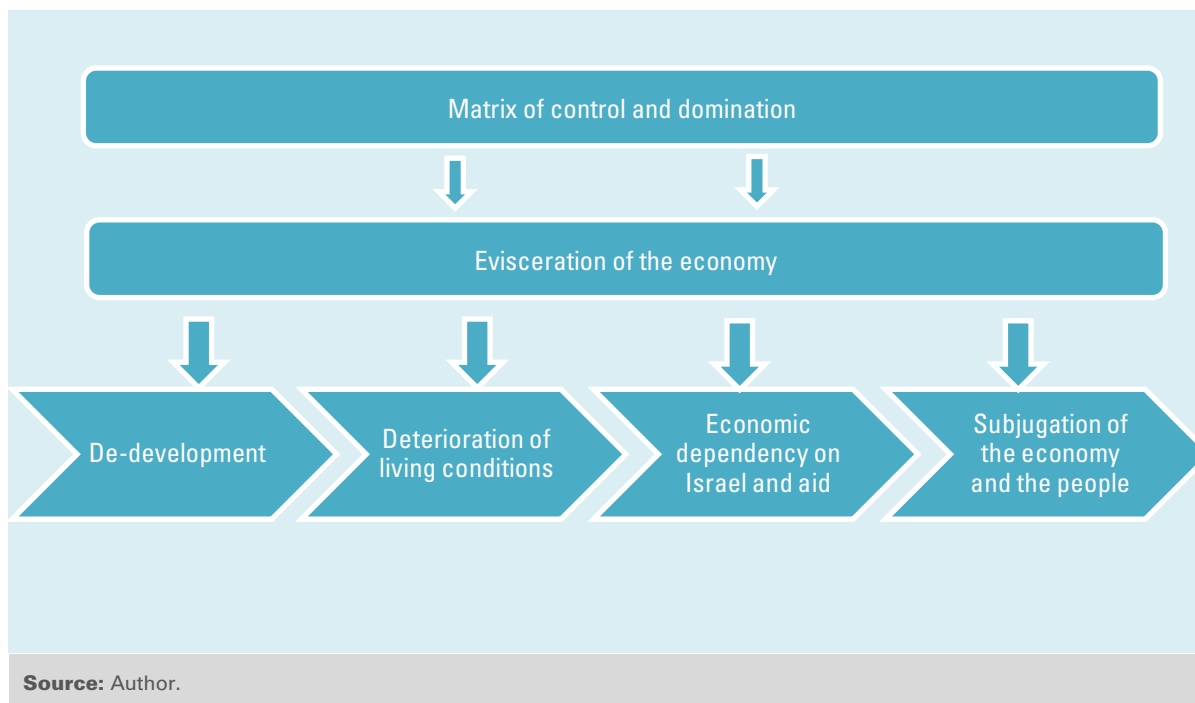 Matrix of control and domination
Evisceration of the economy
De-development
Deterioration of
living conditions
Economic
dependency on
Israel and aid
Subjugation of
the economy
and the people
Source: Author.